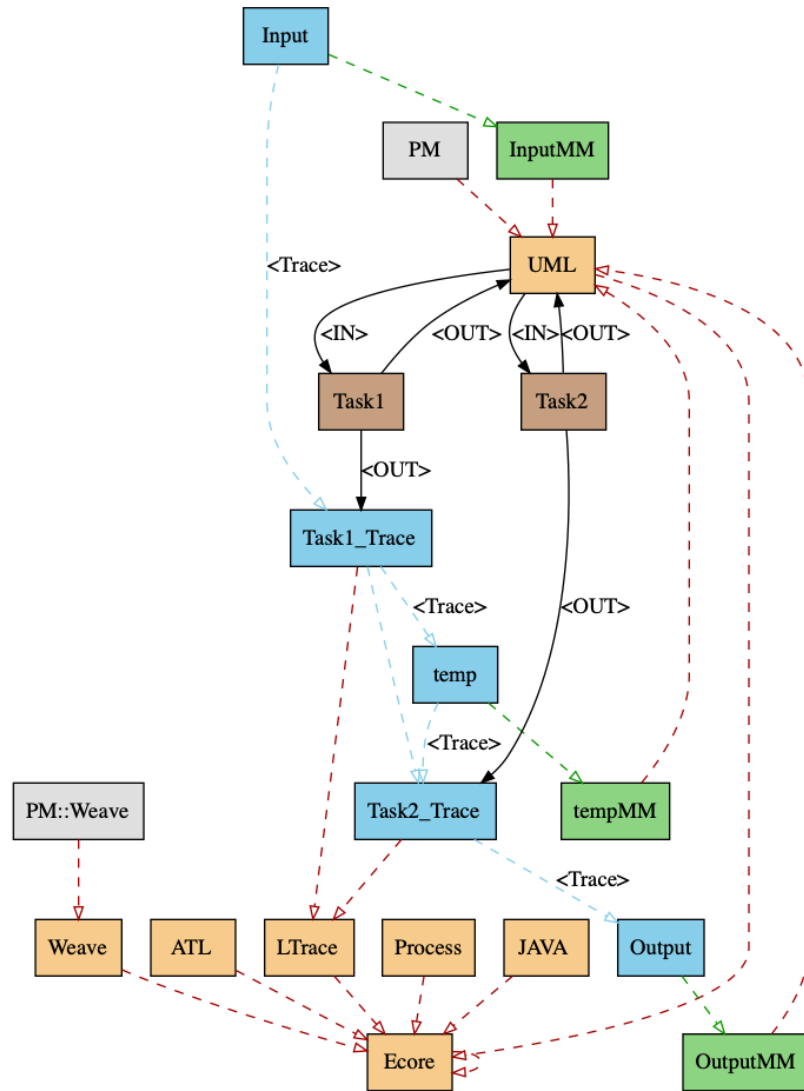 Input
PM
InputMM
<Trace>
UML
<IN>
<OUT>
<IN>
<OUT>
Task1
Task2
<OUT>
Task1_Trace
<Trace>
<OUT>
temp
<Trace>
PM::Weave
Task2_Trace
tempMM
<Trace>
Weave
ATL
LTrace
Process
JAVA
Output
Ecore
OutputMM